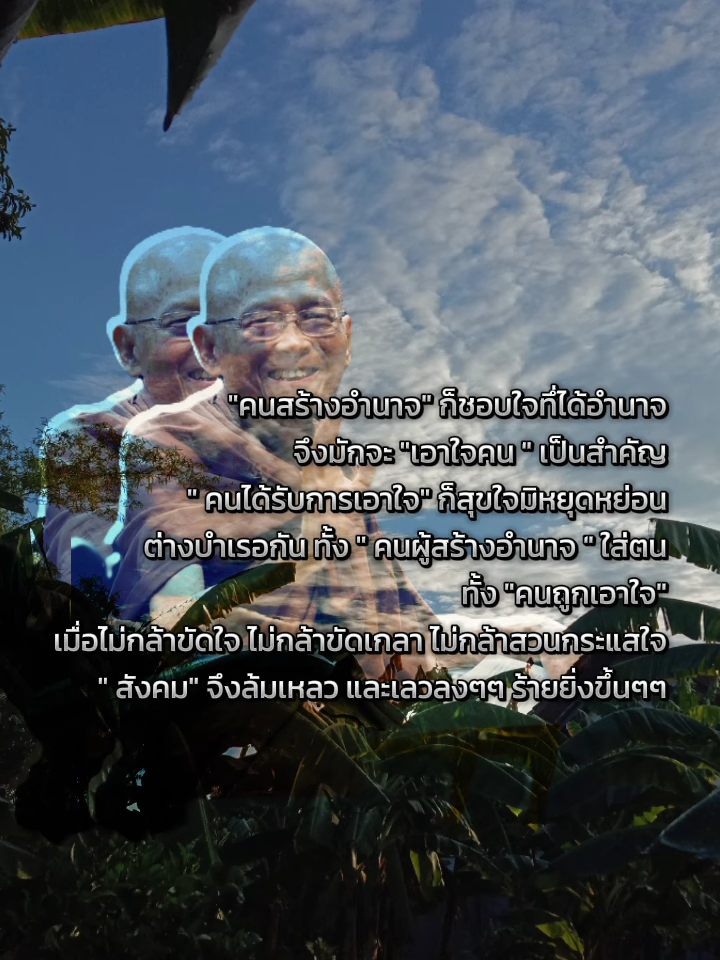 "คนสร้างอำนาจ" ก็ชอบใจที่ได้อำนาจ
จึงมักจะ "เอาใจคน " เป็นสำคัญ
" คนได้รับการเอาใจ" ก็สุขใจมิหยุดหย่อน
ต่างบำเรอกัน ทั้ง " คนผู้สร้างอำนาจ " ใส่ตน
ทั้ง "คนถูกเอาใจ"
เมื่อไม่กล้าขัดใจ ไม่กล้าขัดเกลา ไม่กล้าสวนกระแสใจ
" สังคม" จึงล้มเหลว และเลวลงๆๆ ร้ายยิ่งขึ้นๆๆ